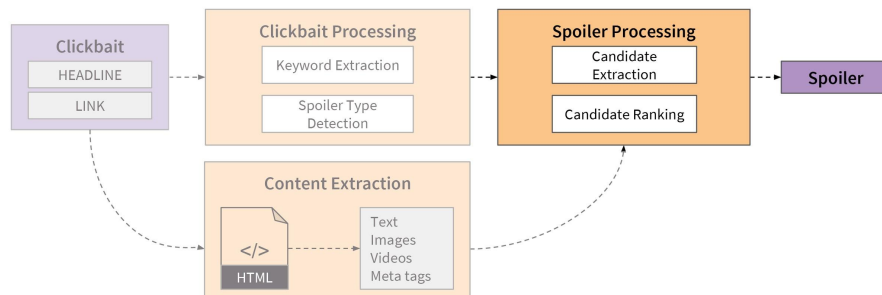 Clickbait
HEADLINE
LINK
Clickbait Processing
Keyword Extraction
Spoiler Type
Detection
Spoiler Processing
Candidate
Extraction
Candidate Ranking
Spoiler
Content Extraction
</>
HTML
Text
Images
Videos
Meta tags